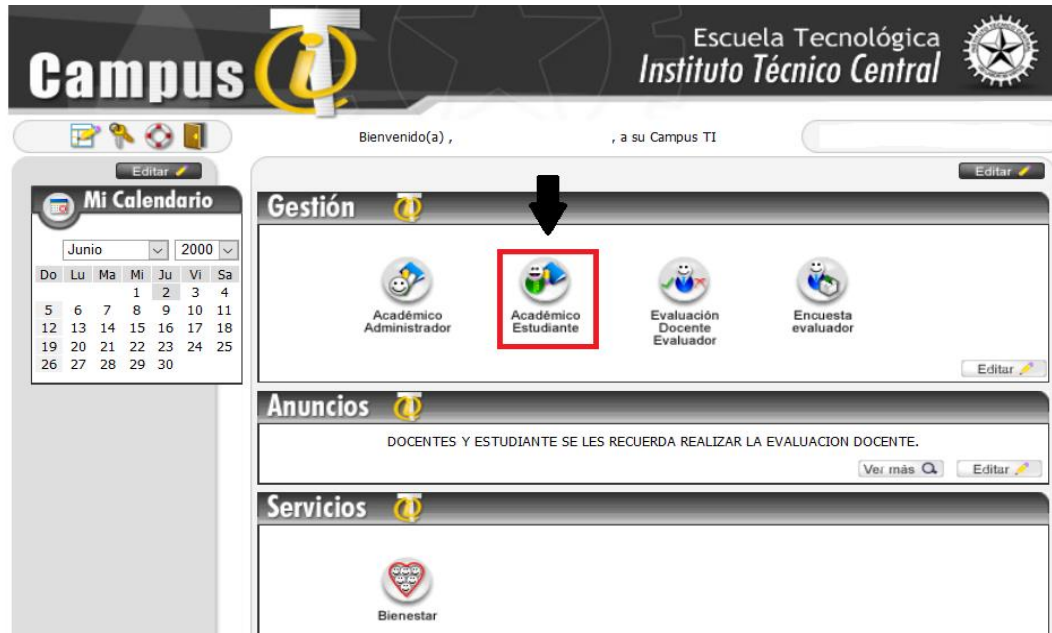 Campus iT
Escuela Tecnológica
Instituto Técnico Central
Bienvenido(a) , , a su Campus TI
Editar
Mi Calendario
Junio 2000
Do Lu Ma Mi Ju Vi Sa
1 2 3 4
5 6 7 8 9 10 11
12 13 14 15 16 17 18
19 20 21 22 23 24 25
26 27 28 29 30
Editar
Gestión
Académico
Administrador
Académico
Estudiante
Evaluación
Docente
Evaluador
Encuesta
evaluador
Editar
Anuncios
DOCENTES Y ESTUDIANTE SE LES RECUERDA REALIZAR LA EVALUACION DOCENTE.
Ver más Editar
Servicios
Bienestar